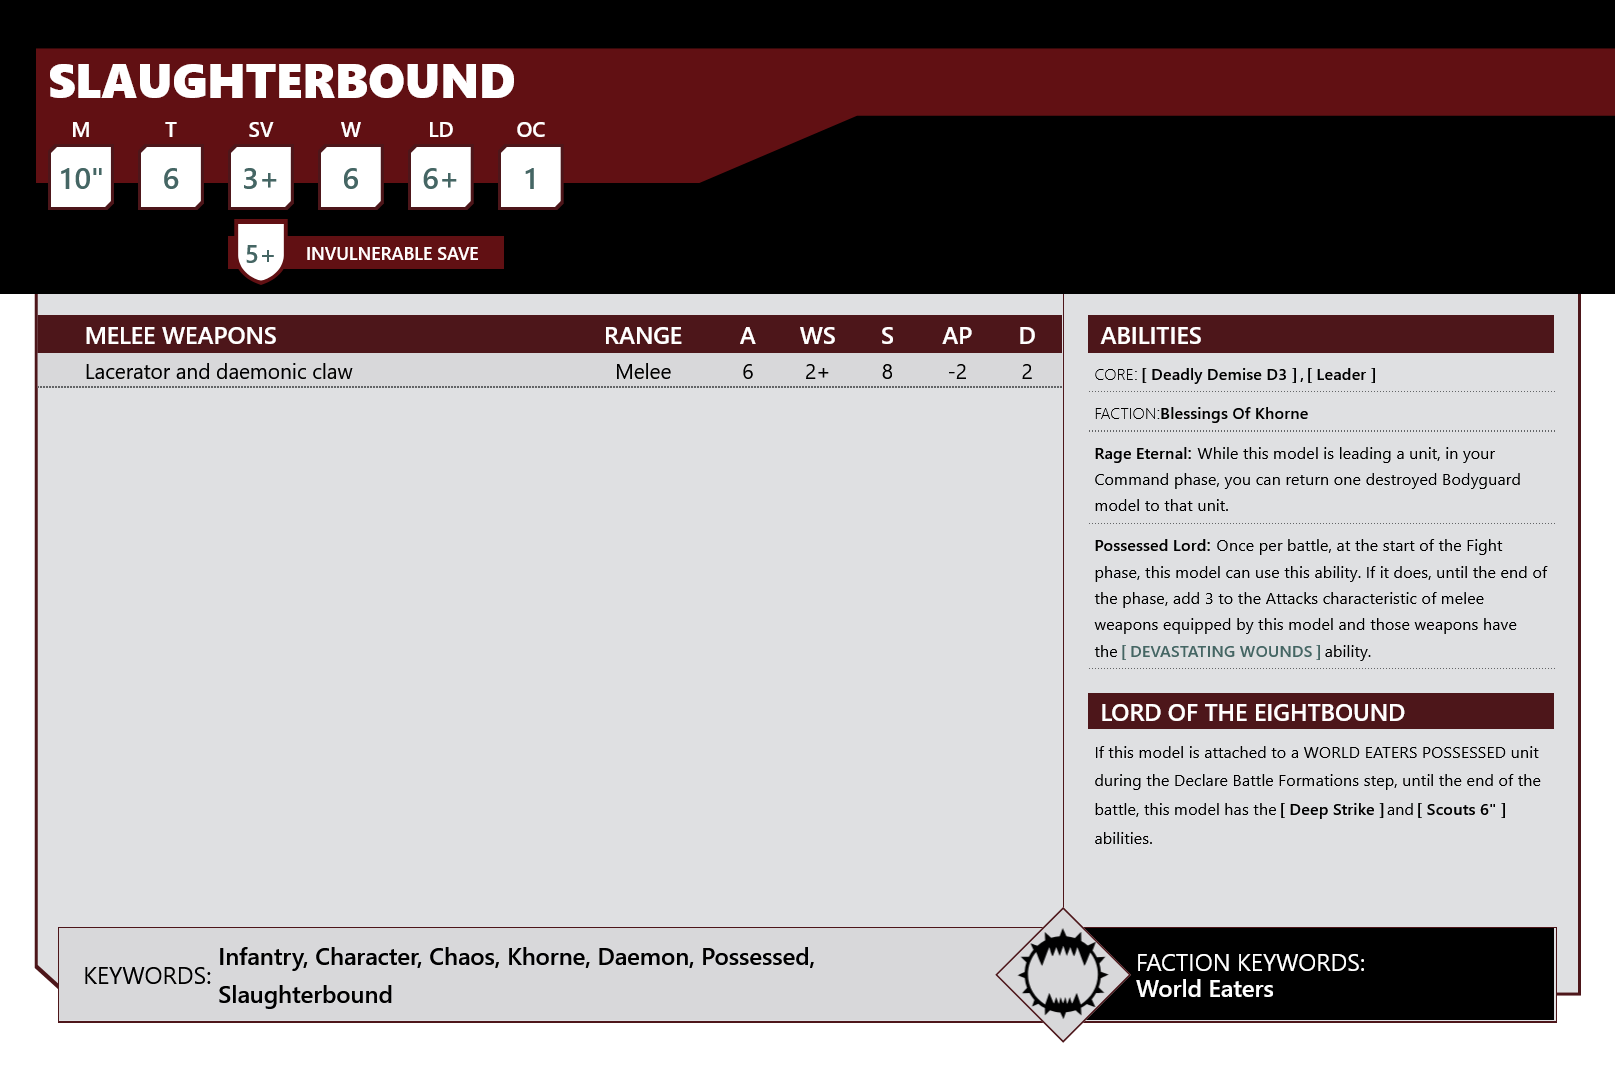 SLAUGHTERBOUND
M T SV W LD OC
10" 6 3+ 6 6+ 1
5+ INVULNERABLE SAVE
MELEE WEAPONS RANGE A WS S AP D
Lacerator and daemonic claw Melee 6 2+ 8 -2 2
ABILITIES
CORE: [ Deadly Demise D3 ] , [ Leader ]
FACTION:Blessings Of Khorne
Rage Eternal: While this model is leading a unit, in your
Command phase, you can return one destroyed Bodyguard
model to that unit.
Possessed Lord: Once per battle, at the start of the Fight
phase, this model can use this ability. If it does, until the end of
the phase, add 3 to the Attacks characteristic of melee
weapons equipped by this model and those weapons have
the [ DEVASTATING WOUNDS ] ability.
LORD OF THE EIGHTBOUND
If this model is attached to a WORLD EATERS POSSESSED unit
during the Declare Battle Formations step, until the end of the
battle, this model has the [ Deep Strike ] and [ Scouts 6" ]
abilities.
KEYWORDS: Infantry, Character, Chaos, Khorne, Daemon, Possessed,
Slaughterbound
FACTION KEYWORDS:
World Eaters